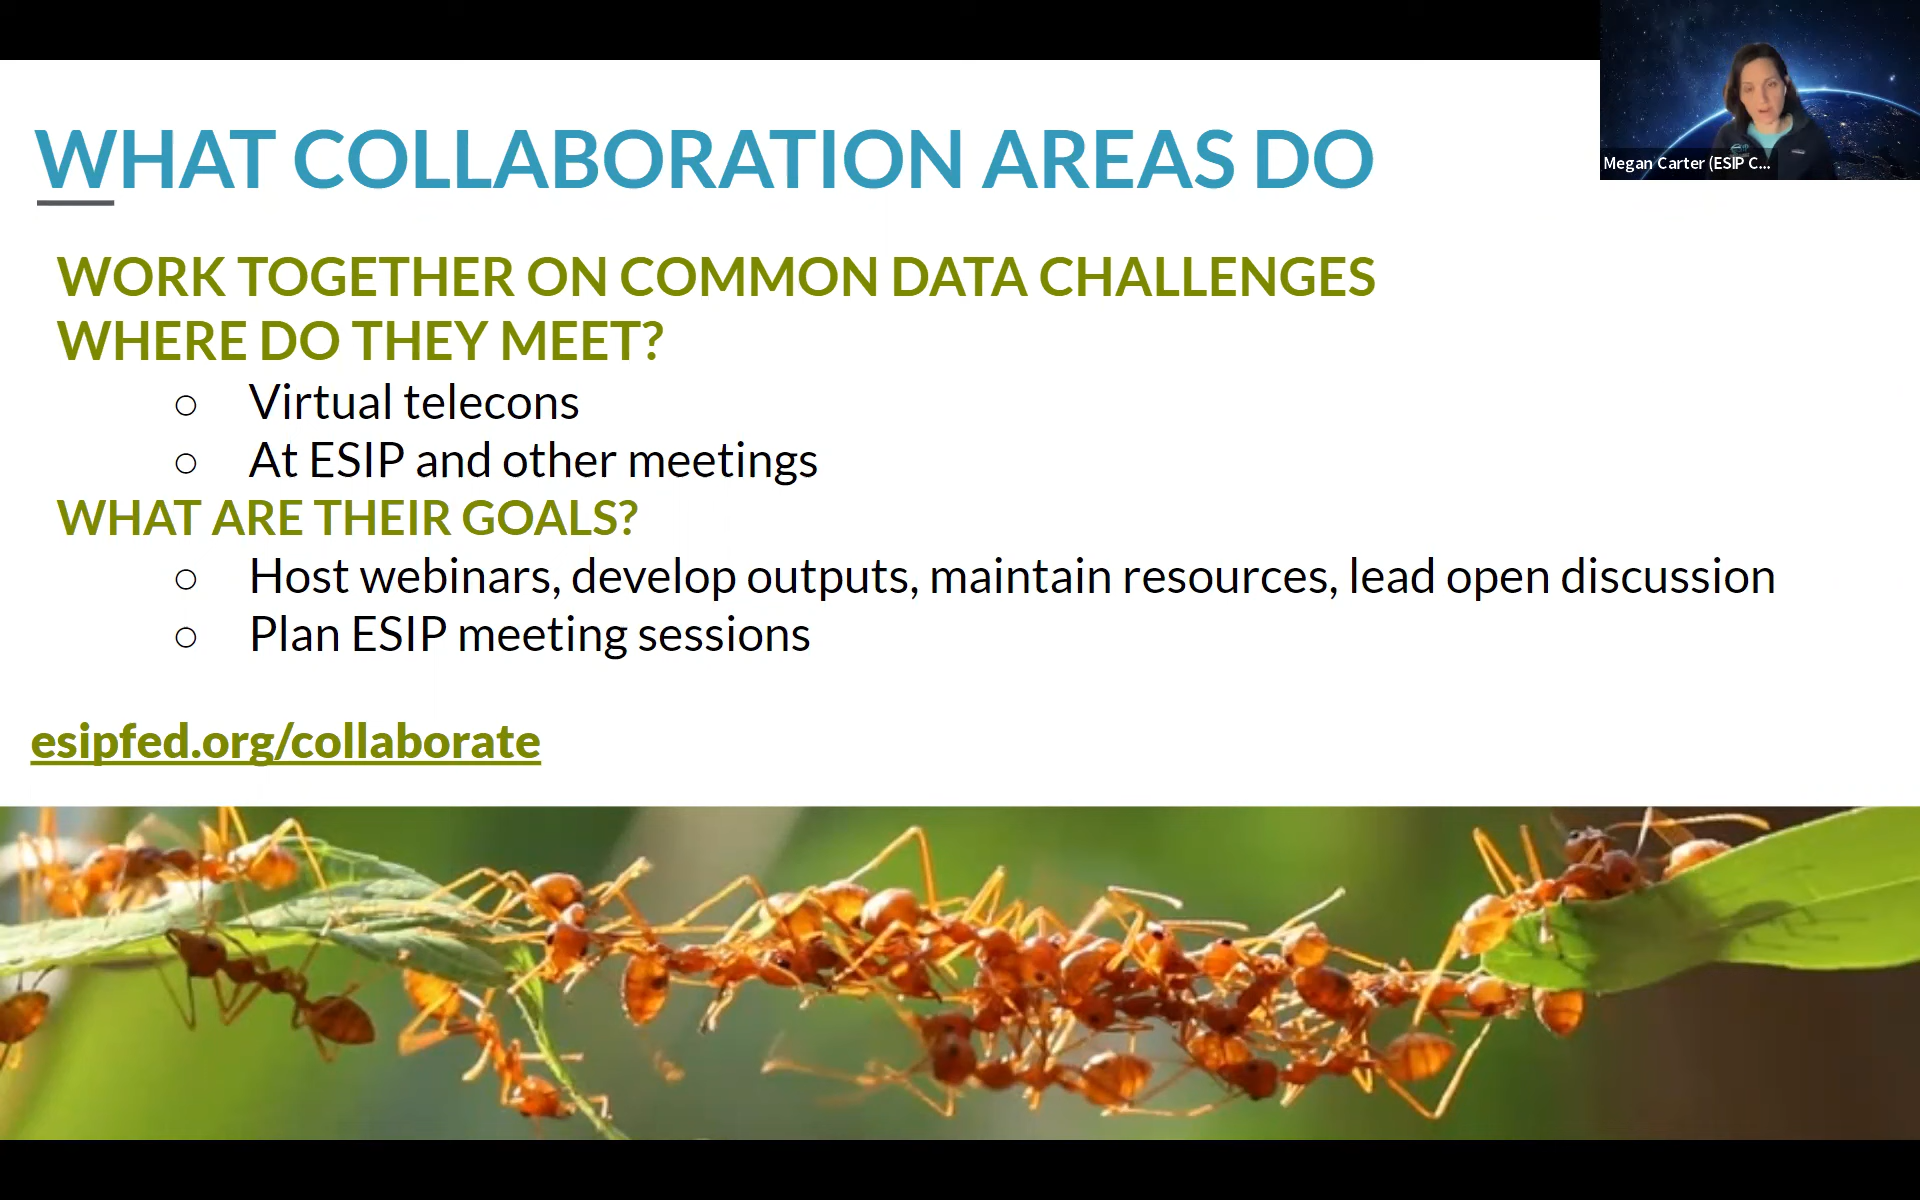 WHAT COLLABORATION AREAS DO
Megan Carter (ESIP C...
WORK TOGETHER ON COMMON DATA CHALLENGES
WHERE DO THEY MEET?
○ Virtual telecons
○ At ESIP and other meetings
WHAT ARE THEIR GOALS?
○ Host webinars, develop outputs, maintain resources, lead open discussion
○ Plan ESIP meeting sessions
esipfed.org/collaborate